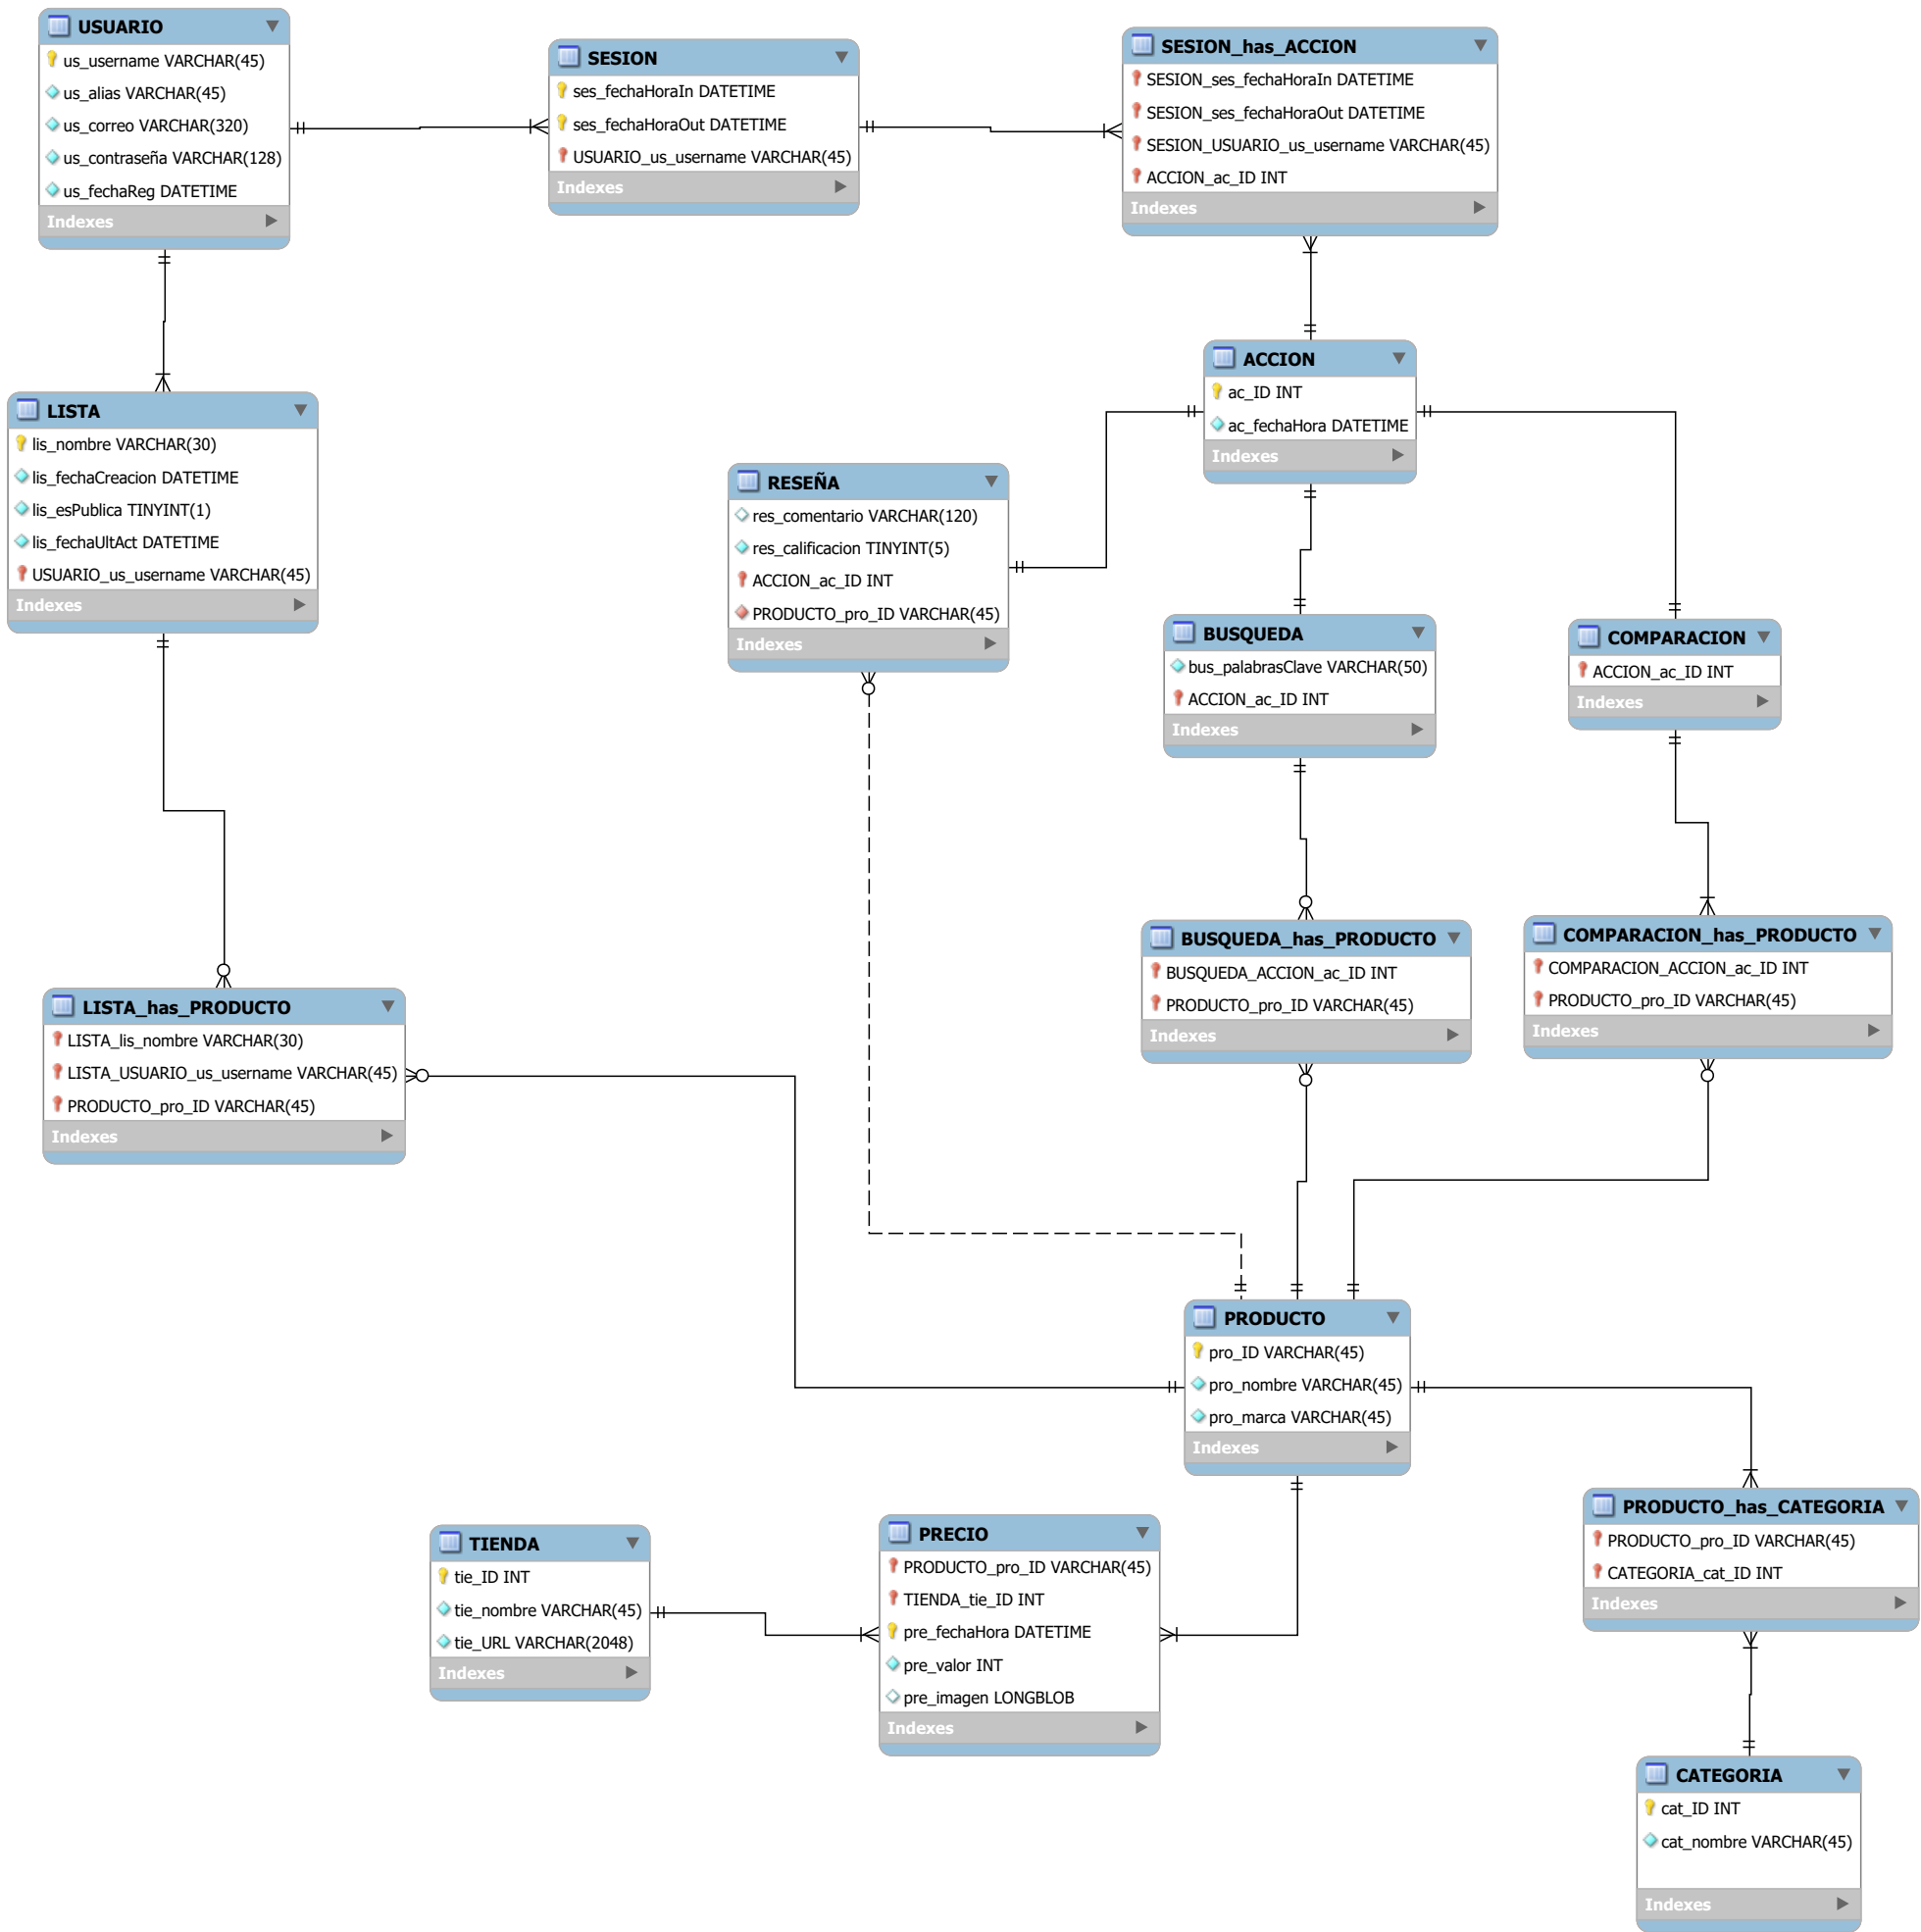 USUARIO
us_username VARCHAR(45)
us_alias VARCHAR(45)
us_correo VARCHAR(320)
us_contraseña VARCHAR(128)
us_fechaReg DATETIME
Indexes
SESION
ses_fechaHoraIn DATETIME
ses_fechaHoraOut DATETIME
USUARIO_us_username VARCHAR(45)
Indexes
SESION_has_ACCION
SESION_ses_fechaHoraIn DATETIME
SESION_ses_fechaHoraOut DATETIME
SESION_USUARIO_us_username VARCHAR(45)
ACCION_ac_ID INT
Indexes
ACCION
ac_ID INT
ac_fechaHora DATETIME
Indexes
LISTA
lis_nombre VARCHAR(30)
lis_fechaCreacion DATETIME
lis_esPublica TINYINT(1)
lis_fechaUltAct DATETIME
USUARIO_us_username VARCHAR(45)
Indexes
RESEÑA
res_comentario VARCHAR(120)
res_calificacion TINYINT(5)
ACCION_ac_ID INT
PRODUCTO_pro_ID VARCHAR(45)
Indexes
BUSQUEDA
bus_palabrasClave VARCHAR(50)
ACCION_ac_ID INT
Indexes
COMPARACION
ACCION_ac_ID INT
Indexes
BUSQUEDA_has_PRODUCTO
BUSQUEDA_ACCION_ac_ID INT
PRODUCTO_pro_ID VARCHAR(45)
Indexes
COMPARACION_has_PRODUCTO
COMPARACION_ACCION_ac_ID INT
PRODUCTO_pro_ID VARCHAR(45)
Indexes
LISTA_has_PRODUCTO
LISTA_lis_nombre VARCHAR(30)
LISTA_USUARIO_us_username VARCHAR(45)
PRODUCTO_pro_ID VARCHAR(45)
Indexes
PRODUCTO
pro_ID VARCHAR(45)
pro_nombre VARCHAR(45)
pro_marca VARCHAR(45)
Indexes
TIENDA
tie_ID INT
tie_nombre VARCHAR(45)
tie_URL VARCHAR(2048)
Indexes
PRECIO
PRODUCTO_pro_ID VARCHAR(45)
TIENDA_tie_ID INT
pre_fechaHora DATETIME
pre_valor INT
pre_imagen LONGBLOB
Indexes
PRODUCTO_has_CATEGORIA
PRODUCTO_pro_ID VARCHAR(45)
CATEGORIA_cat_ID INT
Indexes
CATEGORIA
cat_ID INT
cat_nombre VARCHAR(45)
Indexes